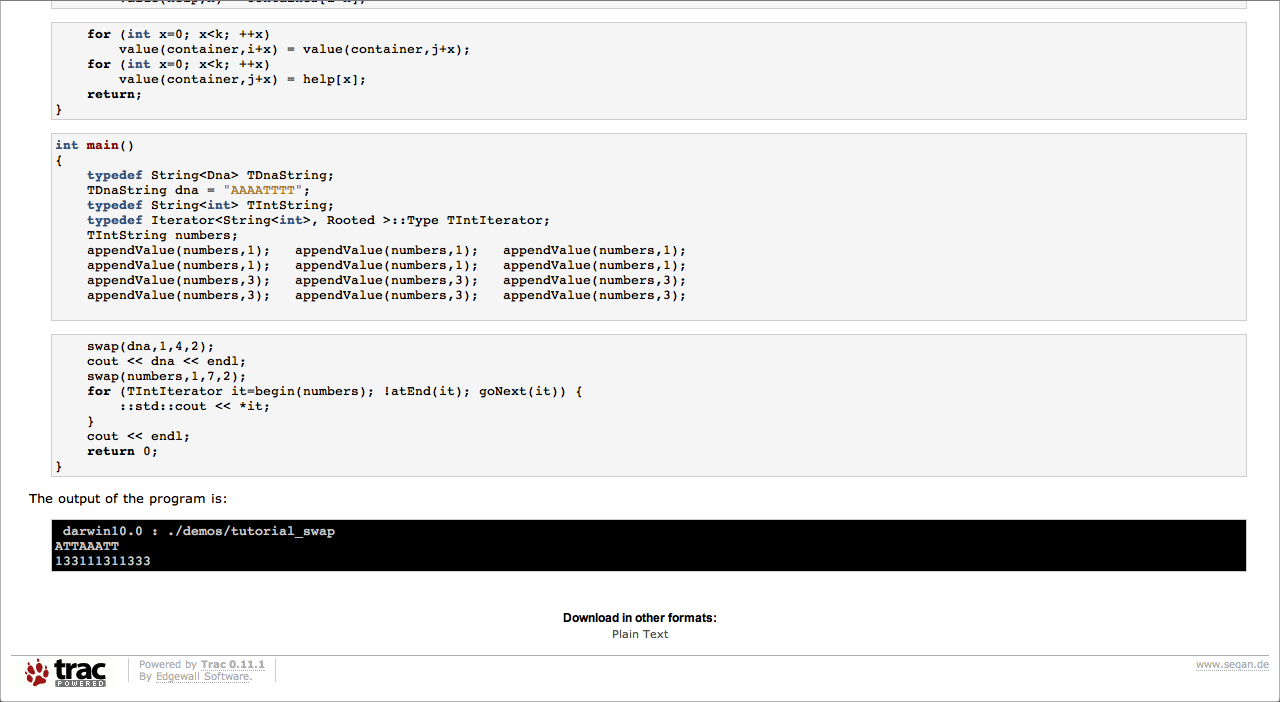 for (int x=0; x<k; ++x)
        value(container,i+x) = value(container,j+x);
    for (int x=0; x<k; ++x)
        value(container,j+x) = help[x];
    return;
}
int main()
{
    typedef String<Dna> TDnaString;
    TDnaString dna = "AAAATTTT";
    typedef String<int> TIntString;
    typedef Iterator<String<int>, Rooted >::Type TIntIterator;
    TIntString numbers;
    appendValue(numbers,1);   appendValue(numbers,1);   appendValue(numbers,1);
    appendValue(numbers,1);   appendValue(numbers,1);   appendValue(numbers,1);
    appendValue(numbers,3);   appendValue(numbers,3);   appendValue(numbers,3);
    appendValue(numbers,3);   appendValue(numbers,3);   appendValue(numbers,3);
    swap(dna,1,4,2);
    cout << dna << endl;
    swap(numbers,1,7,2);
    for (TIntIterator it=begin(numbers); !atEnd(it); goNext(it)) {
        ::std::cout << *it;
    }
    cout << endl;
    return 0;
}
The output of the program is:
 darwin10.0 : ./demos/tutorial_swap
ATTAAATT
133111311333
Download in other formats:
Plain Text
trac
POWERED
Powered by Trac 0.11.1
By Edgewall Software.
www.seqan.de